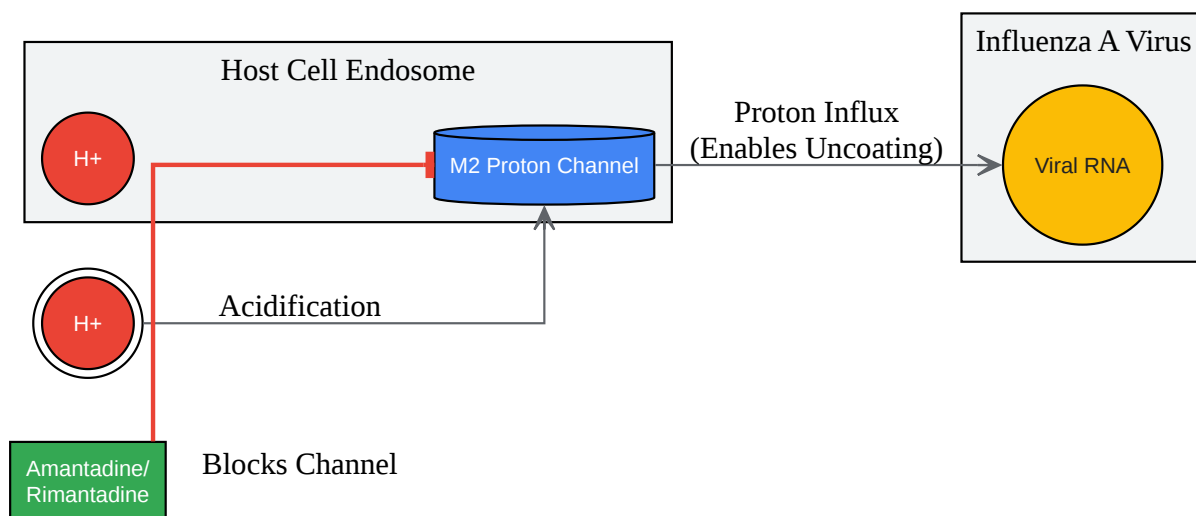 Influenza A Virus
Host Cell Endosome
Proton Influx
(Enables Uncoating)
H+
M2 Proton Channel
Viral RNA
Acidification
H+
Blocks Channel
Amantadine/
Rimantadine